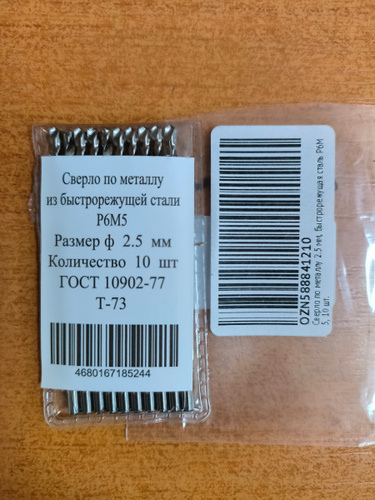 Сверло по металлу
из быстрорежущей стали
Р6М5
Размер ф 2.5 мм
Количество 10 шт
ГОСТ 10902-77
Т-73
4680167185244
OZN588841210
Сверло по металлу 2.5 мм, быстрорежущая сталь Р6М
5, 10 шт.